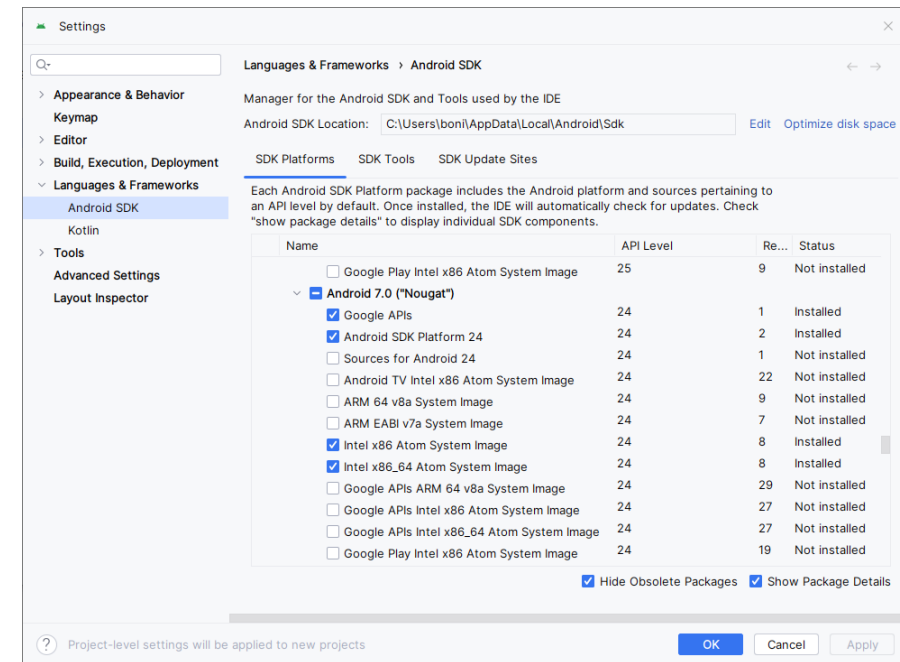 Settings
Languages & Frameworks › Android SDK
Appearance & Behavior
Keymap
Editor
Build, Execution, Deployment
Languages & Frameworks
Android SDK
Kotlin
Tools
Advanced Settings
Layout Inspector
Manager for the Android SDK and Tools used by the IDE
Android SDK Location: C:\Users\boni\AppData\Local\Android\Sdk Edit Optimize disk space
SDK Platforms SDK Tools SDK Update Sites
Each Android SDK Platform package includes the Android platform and sources pertaining to
an API level by default. Once installed, the IDE will automatically check for updates. Check
"show package details" to display individual SDK components.
Name API Level Re... Status
Google Play Intel x86 Atom System Image 25 9 Not installed
Android 7.0 ("Nougat")
Google APIs 24 1 Installed
Android SDK Platform 24 24 2 Installed
Sources for Android 24 24 1 Not installed
Android TV Intel x86 Atom System Image 24 22 Not installed
ARM 64 v8a System Image 24 9 Not installed
ARM EABI v7a System Image 24 7 Not installed
Intel x86 Atom System Image 24 8 Installed
Intel x86_64 Atom System Image 24 8 Installed
Google APIs ARM 64 v8a System Image 24 29 Not installed
Google APIs Intel x86 Atom System Image 24 27 Not installed
Google APIs Intel x86_64 Atom System Image 24 27 Not installed
Google Play Intel x86 Atom System Image 24 19 Not installed
Hide Obsolete Packages Show Package Details
? Project-level settings will be applied to new projects
OK Cancel Apply